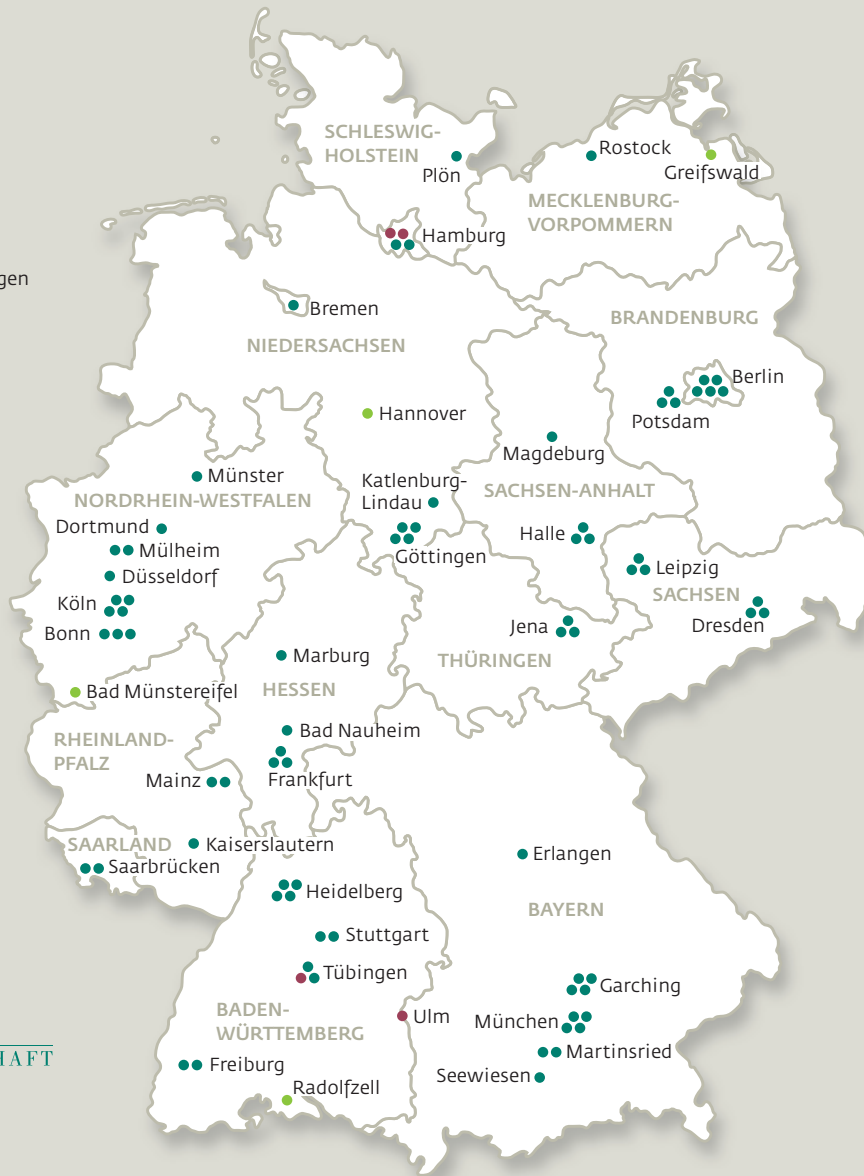 SCHLESWIG-
HOLSTEIN
Plön
Rostock
Greifswald
MECKLENBURG-
VORPOMMERN
Hamburg
gen
Bremen
NIEDERSACHSEN
BRANDENBURG
Berlin
Potsdam
Hannover
Magdeburg
Münster
NORDRHEIN-WESTFALEN
Katlenburg-
Lindau
SACHSEN-ANHALT
Dortmund
Mülheim
Göttingen
Halle
Düsseldorf
Leipzig
SACHSEN
Köln
Bonn
Jena
Dresden
Marburg
THÜRINGEN
HESSEN
Bad Münstereifel
Bad Nauheim
RHEINLAND-
PFALZ
Mainz
Frankfurt
SAARLAND
Kaiserslautern
Saarbrücken
Erlangen
Heidelberg
BAYERN
Stuttgart
Tübingen
Garching
BADEN-
WÜRTTEMBERG
Ulm
München
HAFT
Freiburg
Martinsried
Radolfzell
Seewiesen